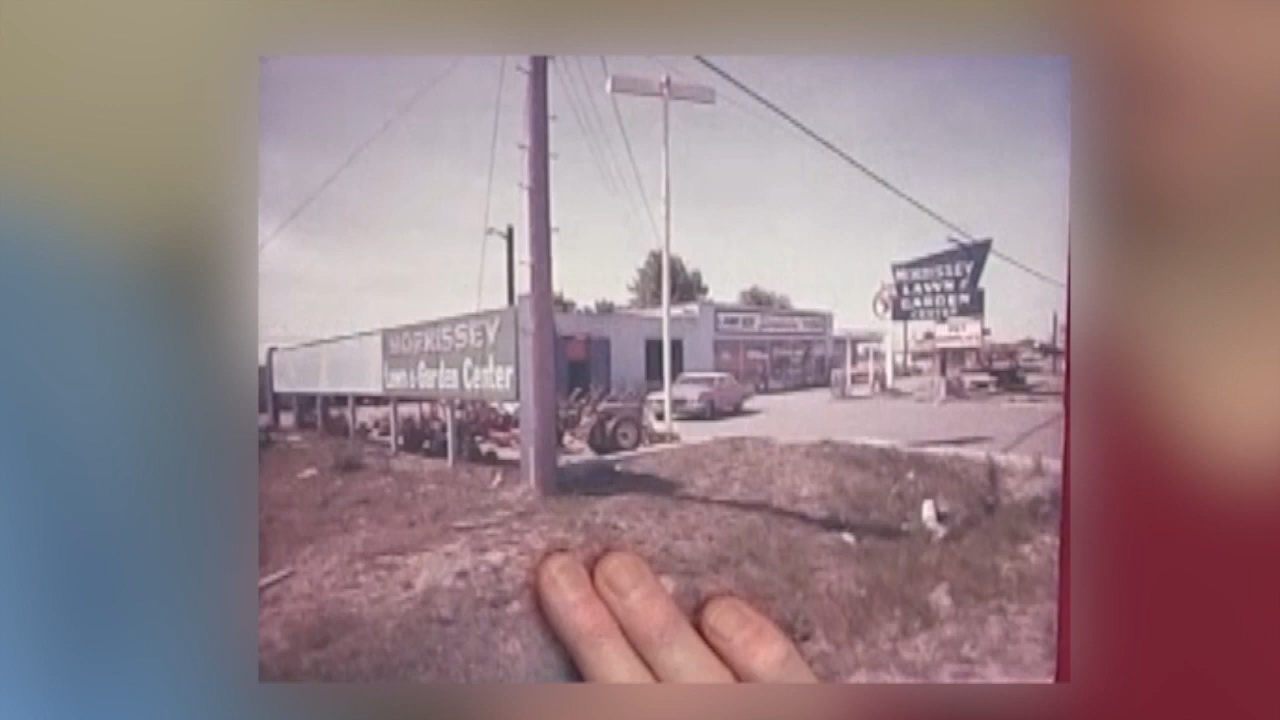 MORRISSEY
Lawn & Garden Center
MORRISSEY
LAWN &
GARDEN
CENTER